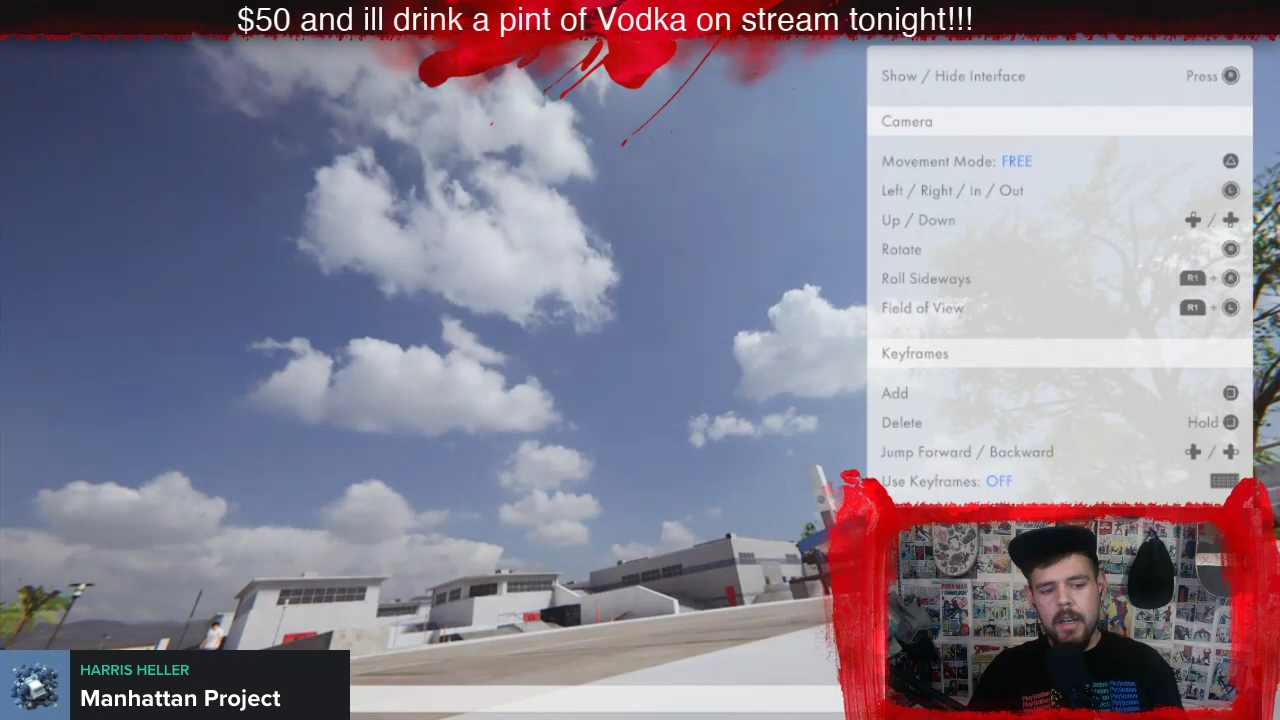 $50 and ill drink a pint of Vodka on stream tonight!!!
Show / Hide Interface Press R
Camera
Movement Mode: FREE
Left / Right / In / Out L
Up / Down /
Rotate R
Roll Sideways R1 + R
Field of View R1 + L
Keyframes
Add
Delete Hold
Jump Forward / Backward /
Use Keyframes: OFF
HARRIS HELLER
Manhattan Project
PlayStation